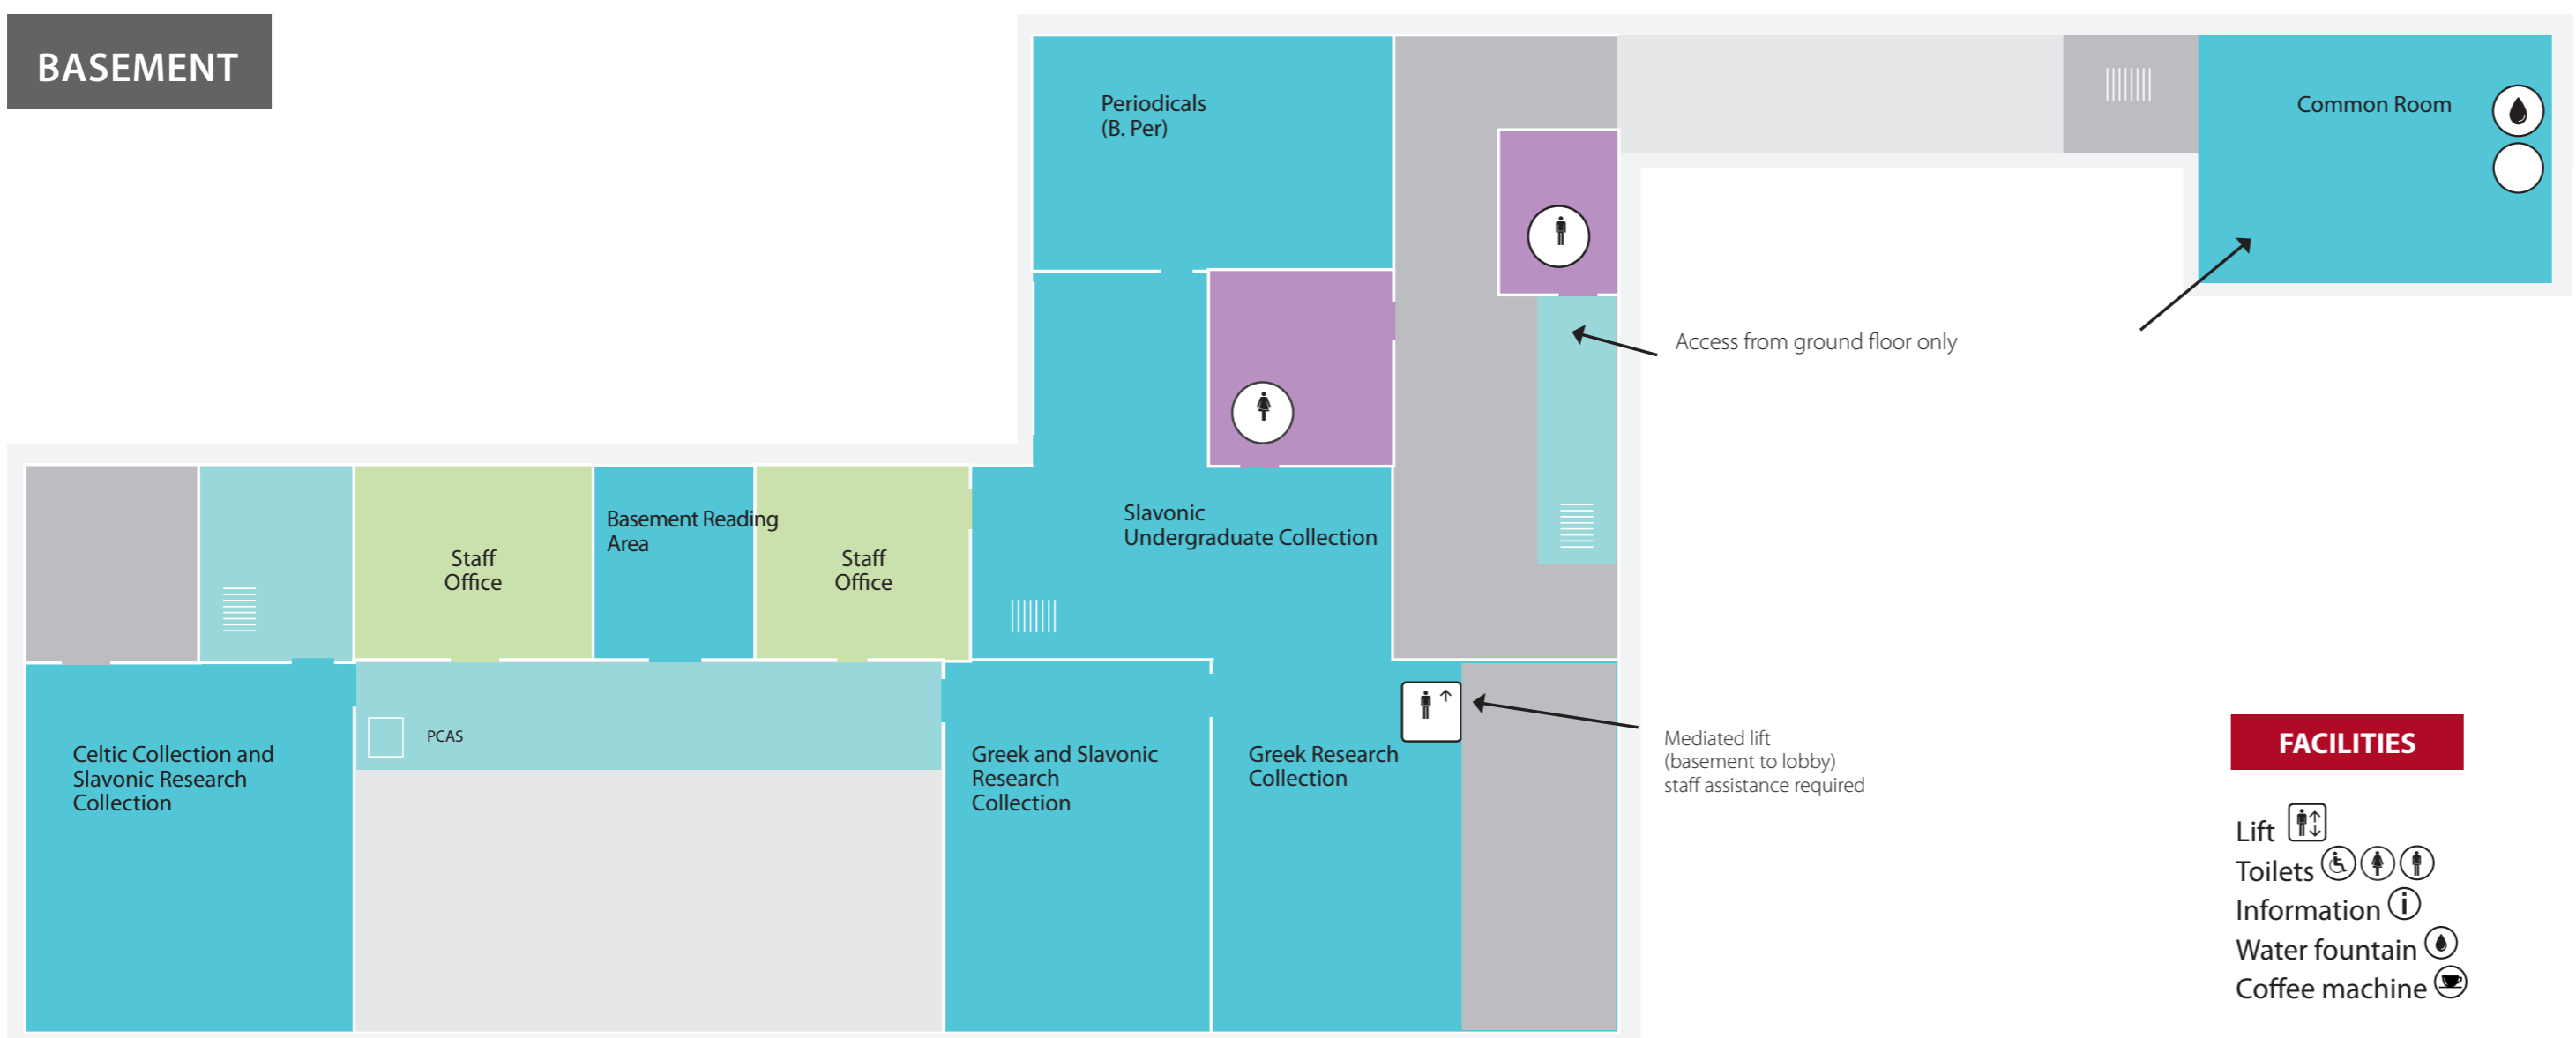 BASEMENT
Periodicals
(B. Per)
Common Room
Access from ground floor only
Slavonic
Undergraduate Collection
Basement Reading
Area
Staff
Office
Staff
Office
PCAS
Celtic Collection and
Slavonic Research
Collection
Greek and Slavonic
Research
Collection
Greek Research
Collection
Mediated lift
(basement to lobby)
staff assistance required
FACILITIES
Lift
Toilets
Information
Water fountain
Coffee machine